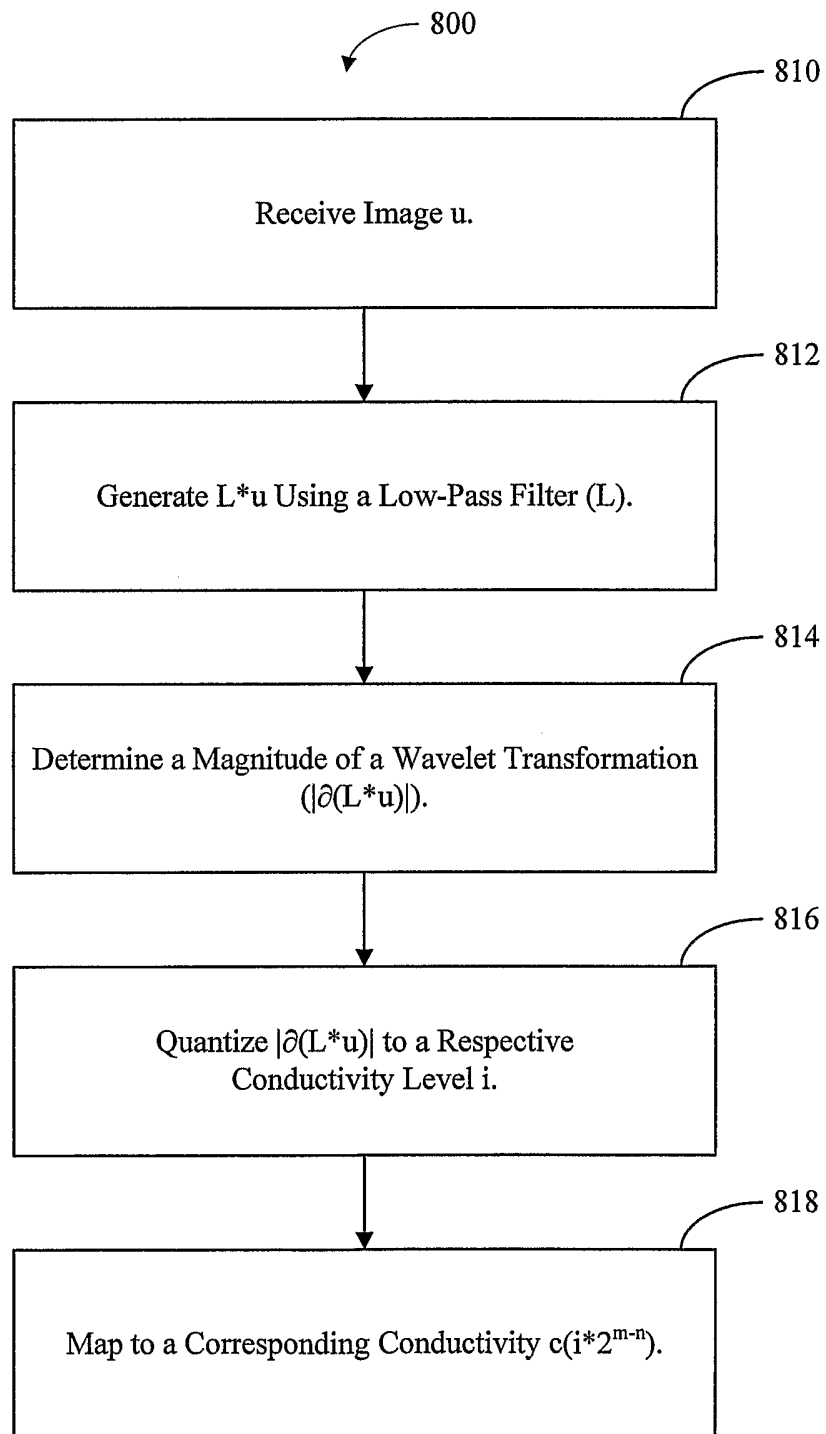 800
810
Receive Image u.
812
Generate L*u Using a Low-Pass Filter (L).
814
Determine a Magnitude of a Wavelet Transformation
(|∂(L*u)|).
816
Quantize |∂(L*u)| to a Respective
Conductivity Level i.
818
Map to a Corresponding Conductivity c(i*2^{m-n}).